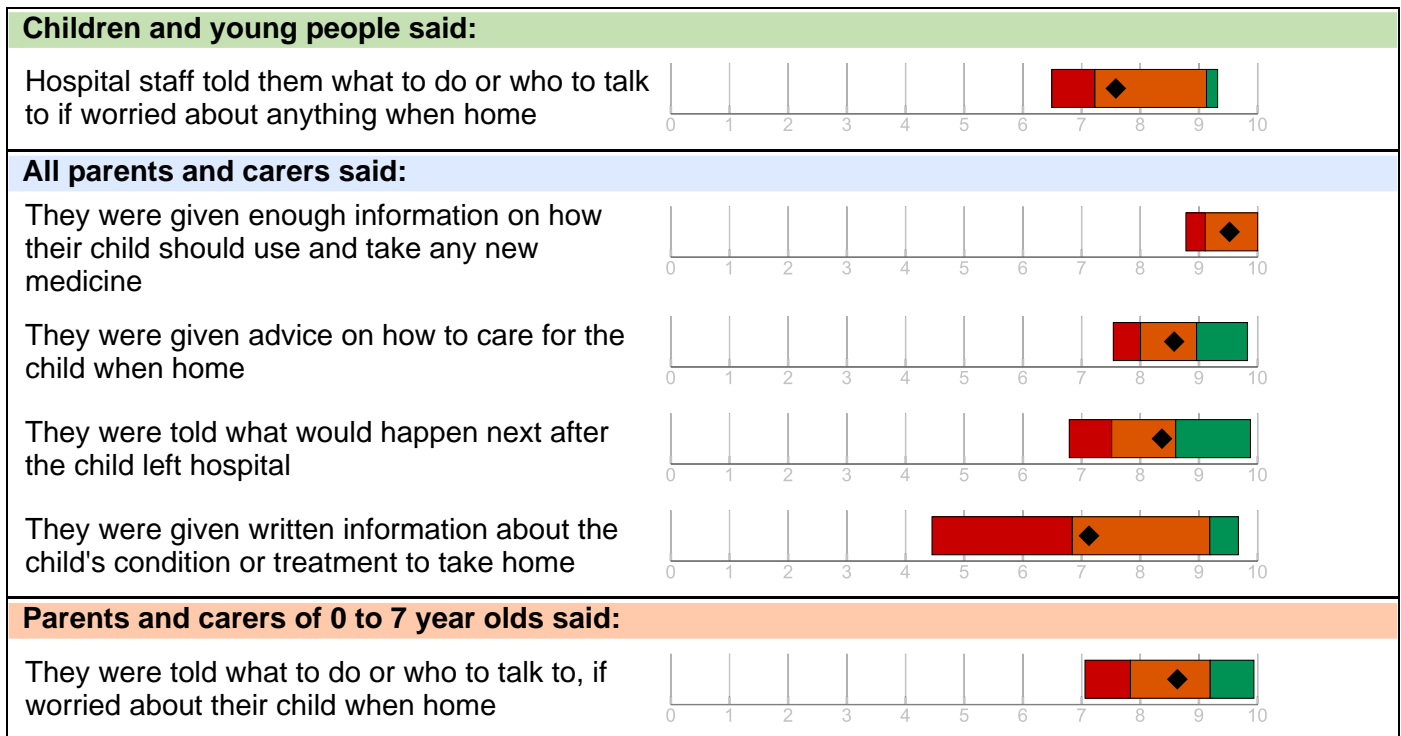 Children and young people said:
Hospital staff told them what to do or who to talk
to if worried about anything when home
0 1 2 3 4 5 6 7 8 9 10
All parents and carers said:
They were given enough information on how
their child should use and take any new
medicine
0 1 2 3 4 5 6 7 8 9 10
They were given advice on how to care for the
child when home
0 1 2 3 4 5 6 7 8 9 10
They were told what would happen next after
the child left hospital
0 1 2 3 4 5 6 7 8 9 10
They were given written information about the
child's condition or treatment to take home
0 1 2 3 4 5 6 7 8 9 10
Parents and carers of 0 to 7 year olds said:
They were told what to do or who to talk to, if
worried about their child when home
0 1 2 3 4 5 6 7 8 9 10